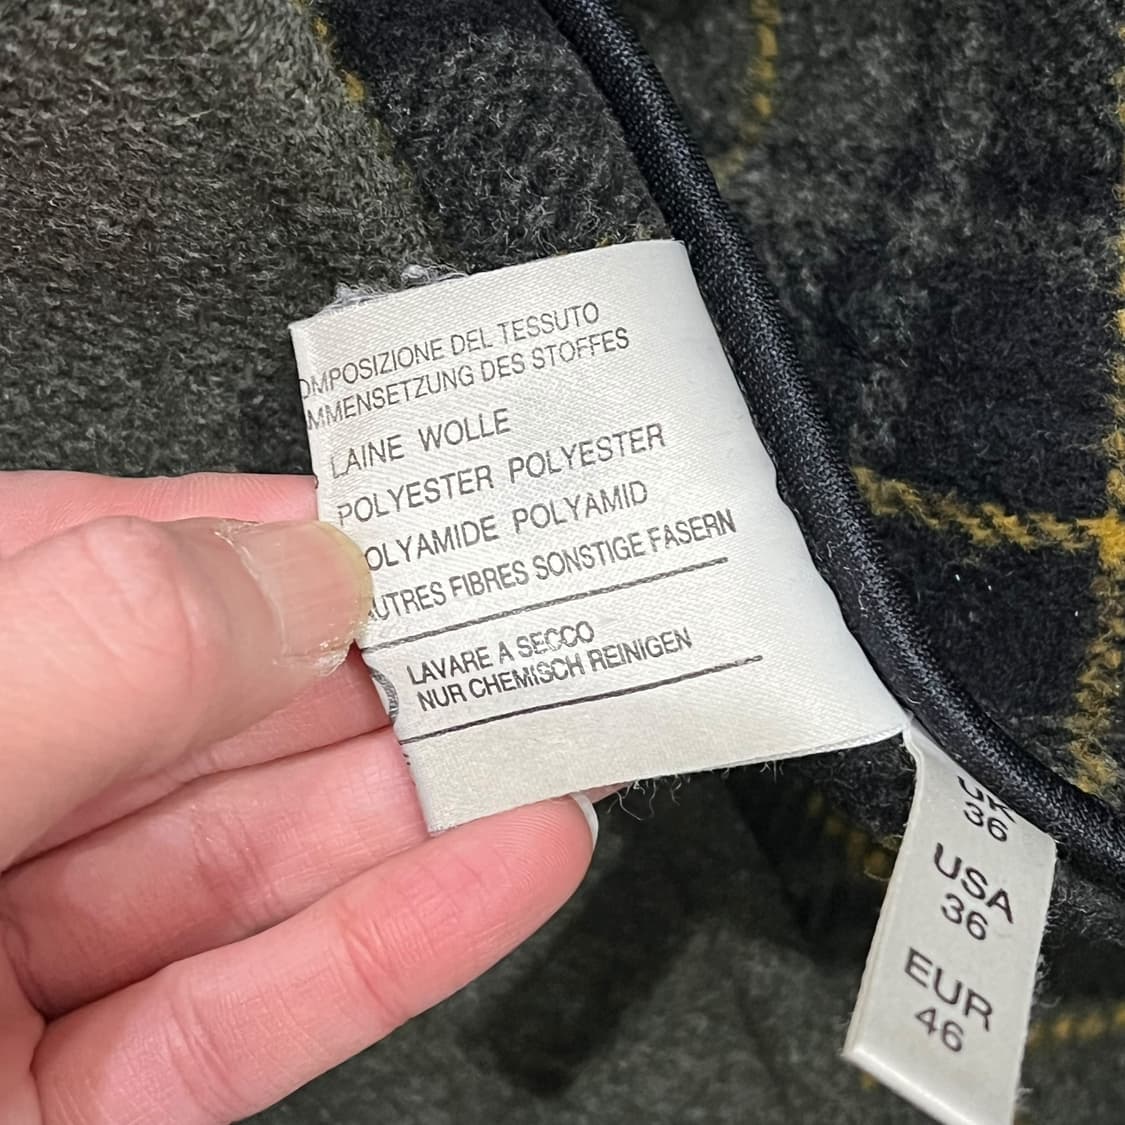 OMPOSIZIONE DEL TESSUTO
MMENSETZUNG DES STOFFES
LAINE WOLLE
POLYESTER POLYESTER
OLYAMIDE POLYAMID
AUTRES FIBRES SONSTIGE FASERN
LAVARE A SECCO
NUR CHEMISCH REINIGEN
UK
36
USA
36
EUR
46